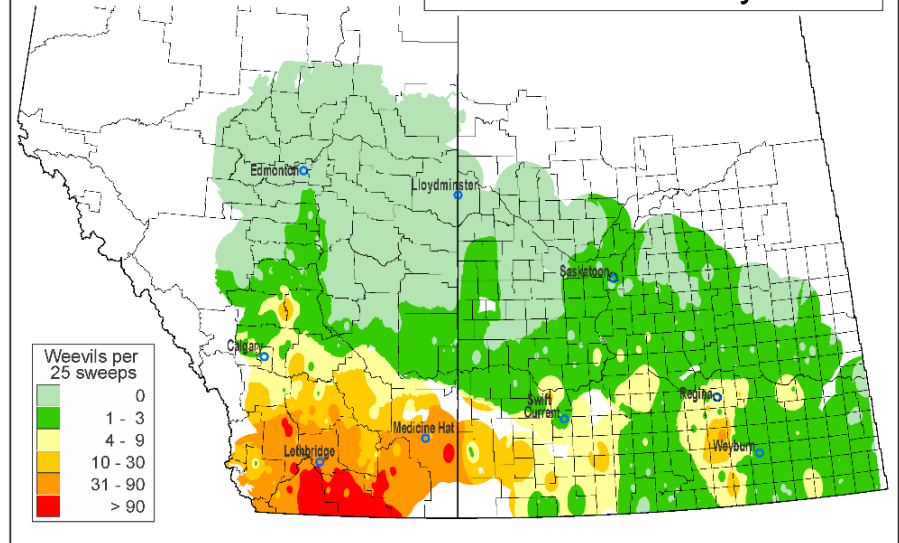 Edmonton
Lloydminster
Saskatoon
Calgary
Weevils per
25 sweeps
0
1 - 3
4 - 9
10 - 30
31 - 90
> 90
Regina
Swift
Current
Medicine Hat
Weyburn
Lethbridge